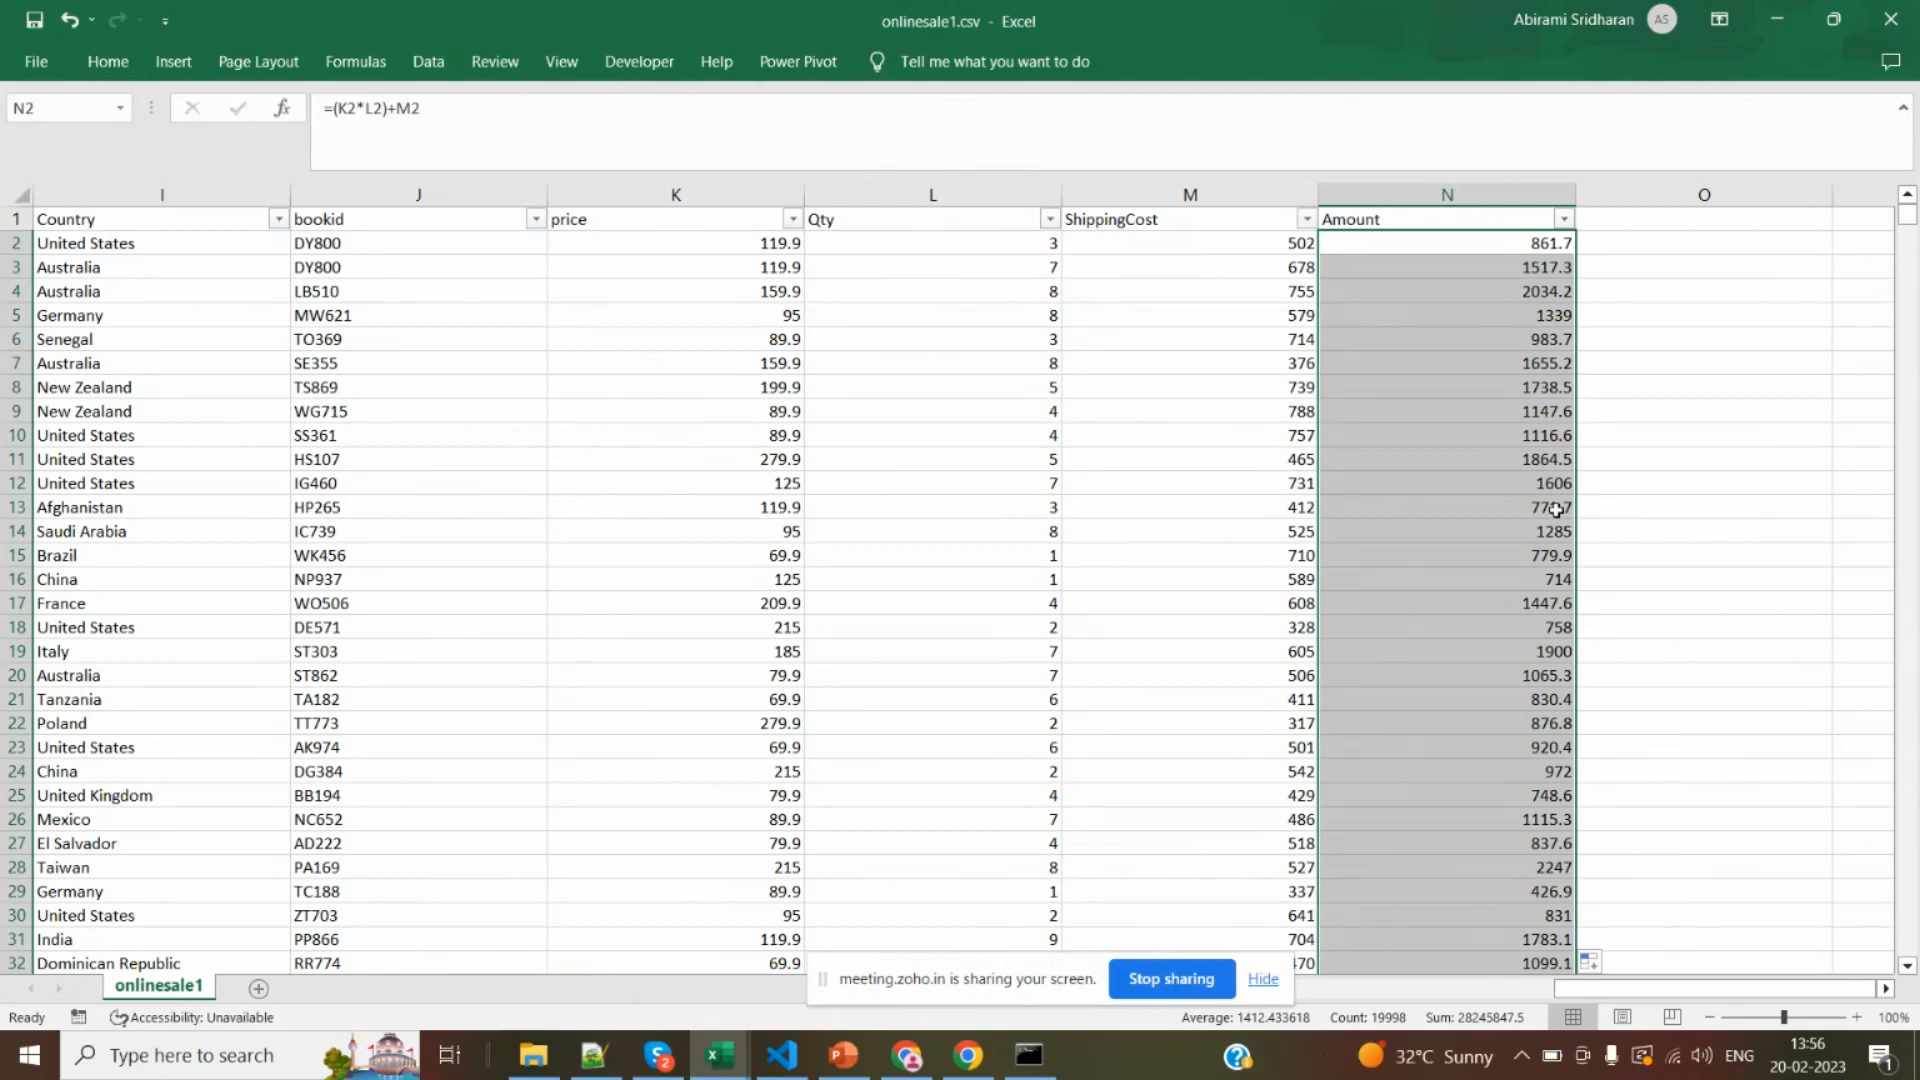 onlinesale1.csv - Excel
Abirami Sridharan AS
File Home Insert Page Layout Formulas Data Review View Developer Help Power Pivot Tell me what you want to do
N2 fx =(K2*L2)+M2
I J K L M N O
1 Country bookid price Qty ShippingCost Amount
2 United States DY800 119.9 3 502 861.7
3 Australia DY800 119.9 7 678 1517.3
4 Australia LB510 159.9 8 755 2034.2
5 Germany MW621 95 8 579 1339
6 Senegal TO369 89.9 3 714 983.7
7 Australia SE355 159.9 8 376 1655.2
8 New Zealand TS869 199.9 5 739 1738.5
9 New Zealand WG715 89.9 4 788 1147.6
10 United States SS361 89.9 4 757 1116.6
11 United States HS107 279.9 5 465 1864.5
12 United States IG460 125 7 731 1606
13 Afghanistan HP265 119.9 3 412
14 Saudi Arabia IC739 95 8 525 1285
15 Brazil WK456 69.9 1 710 779.9
16 China NP937 125 1 589 714
17 France WO506 209.9 4 608 1447.6
18 United States DE571 215 2 328 758
19 Italy ST303 185 7 605 1900
20 Australia ST862 79.9 7 506 1065.3
21 Tanzania TA182 69.9 6 411 830.4
22 Poland TT773 279.9 2 317 876.8
23 United States AK974 69.9 6 501 920.4
24 China DG384 215 2 542 972
25 United Kingdom BB194 79.9 4 429 748.6
26 Mexico NC652 89.9 7 486 1115.3
27 El Salvador AD222 79.9 4 518 837.6
28 Taiwan PA169 215 8 527 2247
29 Germany TC188 89.9 1 337 426.9
30 United States ZT703 95 2 641 831
31 India PP866 119.9 9 704 1783.1
32 Dominican Republic RR774 69.9 1099.1
meeting.zoho.in is sharing your screen. Stop sharing Hide
onlinesale1
Ready Accessibility: Unavailable Average: 1412.433618 Count: 19998 Sum: 28245847.5 100%
Type here to search 32°C Sunny ENG
13:56
20-02-2023